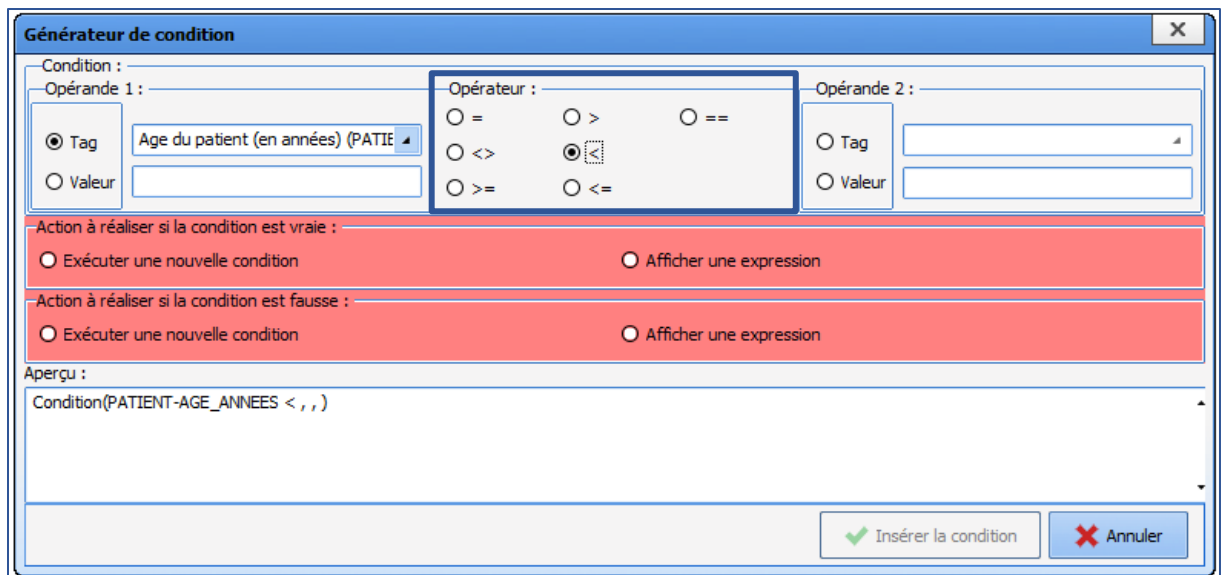 Générateur de condition
Condition :
Opérande 1 :
Tag
Age du patient (en années) (PATIE
Valeur
Opérateur :
= > ==
<> <
>= <=
Opérande 2 :
Tag
Valeur
Action à réaliser si la condition est vraie :
Exécuter une nouvelle condition Afficher une expression
Action à réaliser si la condition est fausse :
Exécuter une nouvelle condition Afficher une expression
Aperçu :
Condition(PATIENT-AGE_ANNEES < , , )
Insérer la condition Annuler